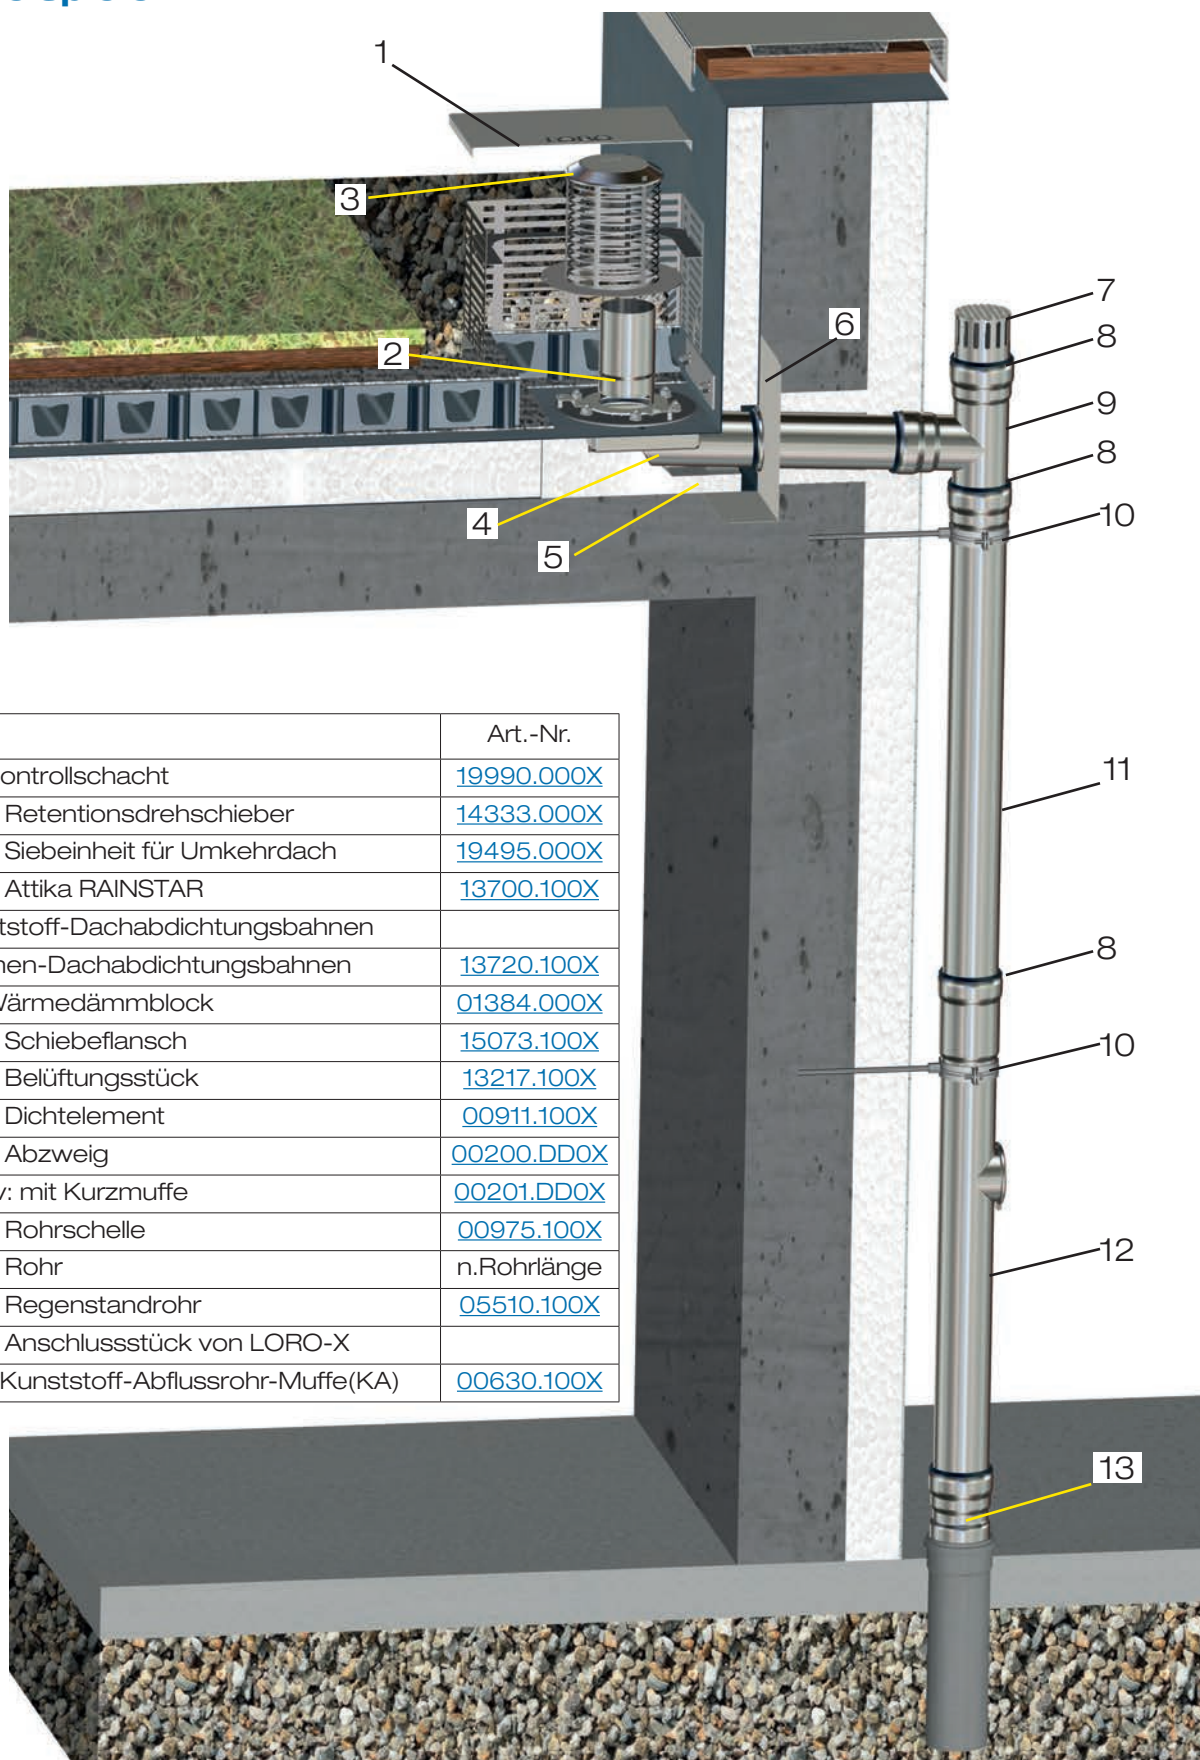 1
LORO
3
7
6
8
2
9
8
4
10
5
Art.-Nr.
ontrollschacht 19990.000X
11
Retentionsdrehschieber 14333.000X
Siebeinheit für Umkehrdach 19495.000X
Attika RAINSTAR 13700.100X
tstoff-Dachabdichtungsbahnen
8
nen-Dachabdichtungsbahnen 13720.100X
Wärmedämmblock 01384.000X
Schiebeflansch 15073.100X
10
Belüftungsstück 13217.100X
Dichtelement 00911.100X
Abzweig 00200.DD0X
v: mit Kurzmuffe 00201.DD0X
Rohrschelle 00975.100X
12
Rohr n.Rohrlänge
Regenstandrohr 05510.100X
Anschlussstück von LORO-X
Kunststoff-Abflussrohr-Muffe(KA) 00630.100X
13